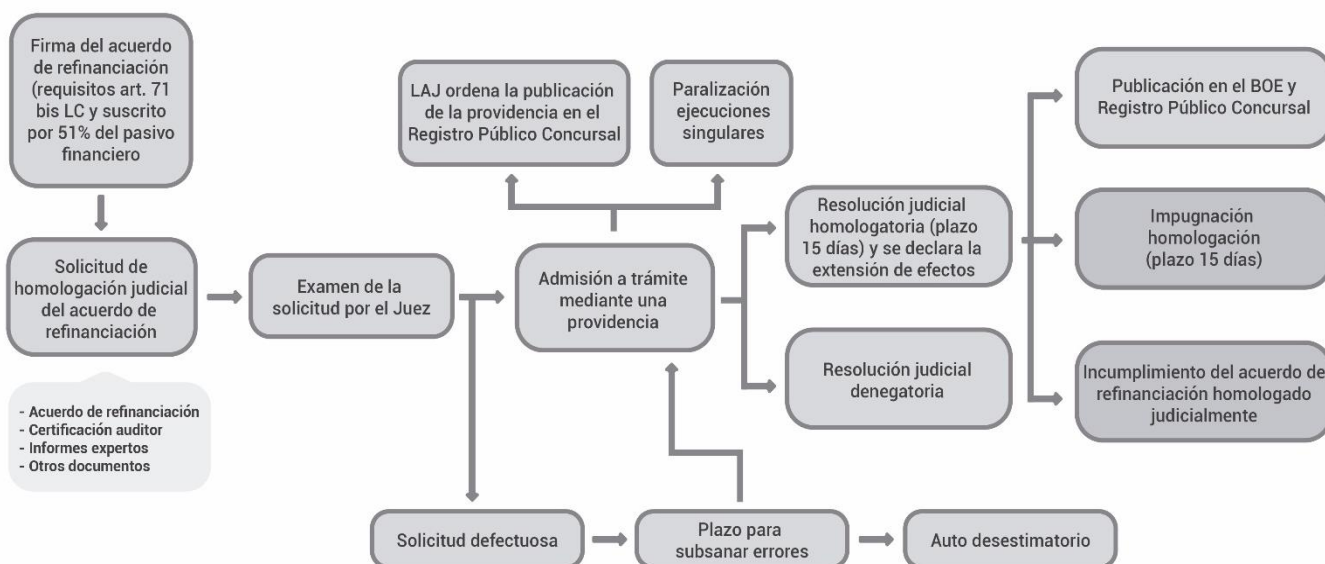 Firma del acuerdo
de refinanciación
(requisitos art. 71
bis LC y suscrito
por 51% del pasivo
financiero
Solicitud de
homologación judicial
del acuerdo de
refinanciación
- Acuerdo de refinanciación
- Certificación auditor
- Informes expertos
- Otros documentos
Examen de la
solicitud por el Juez
LAJ ordena la publicación
de la providencia en el
Registro Público Concursal
Paralización
ejecuciones
singulares
Admisión a trámite
mediante una
providencia
Solicitud defectuosa
Plazo para
subsanar errores
Auto desestimatorio
Resolución judicial
homologatoria (plazo
15 días) y se declara la
extensión de efectos
Resolución judicial
denegatoria
Publicación en el BOE y
Registro Público Concursal
Impugnación
homologación
(plazo 15 días)
Incumplimiento del acuerdo de
refinanciación homologado
judicialmente